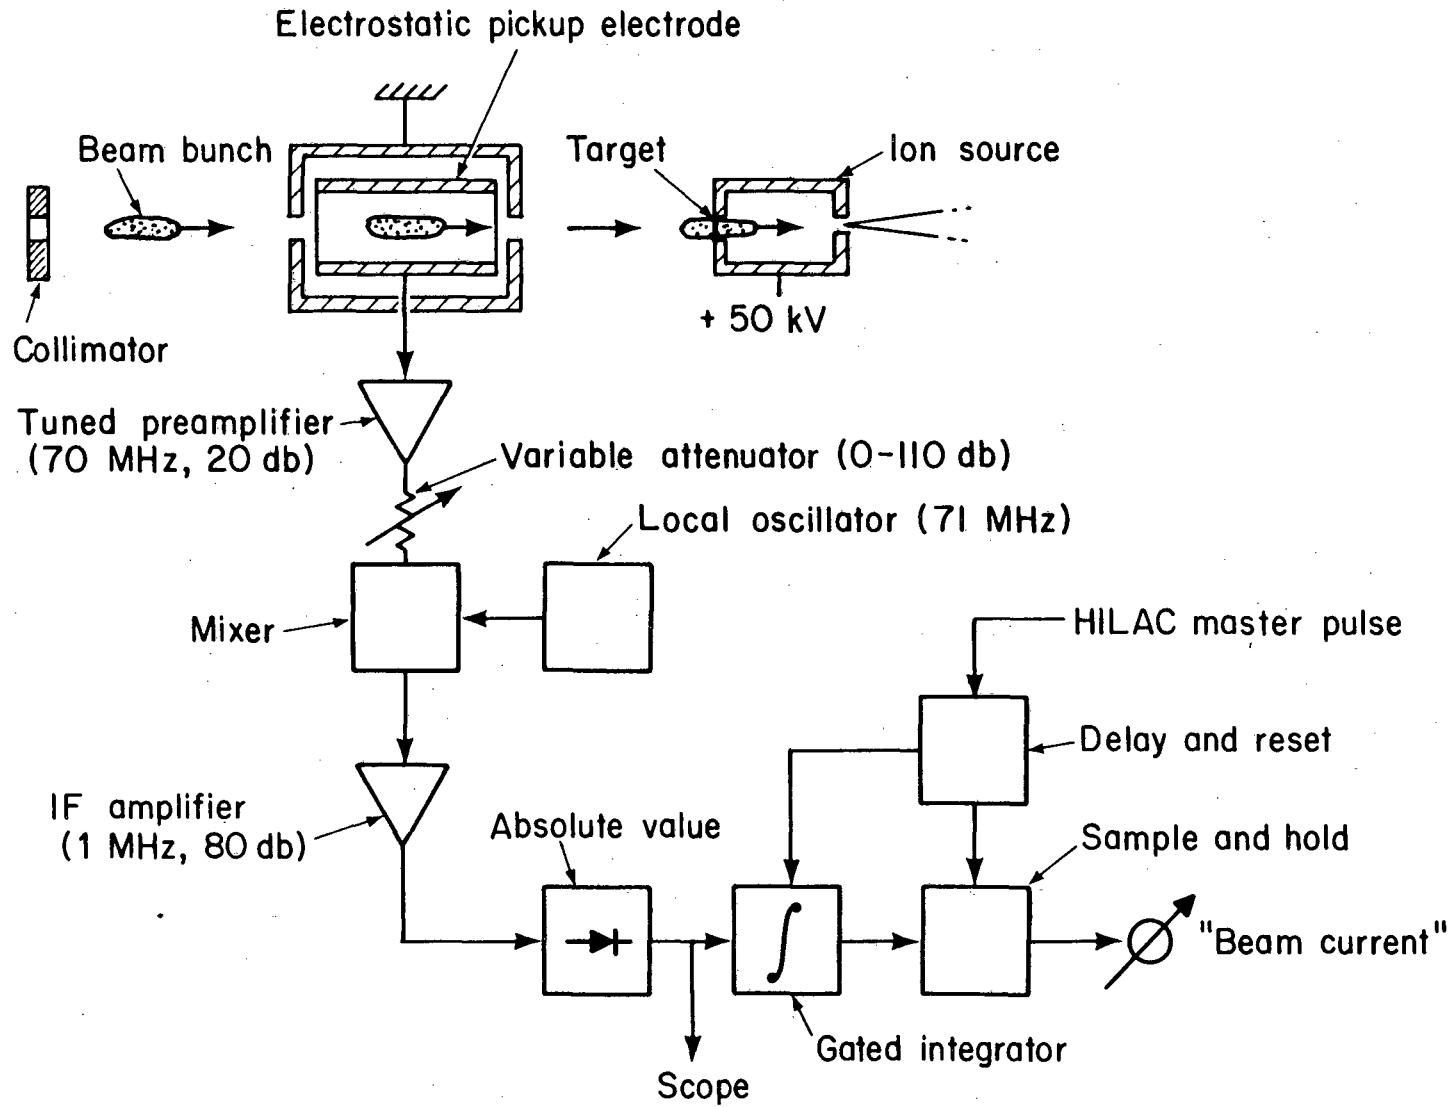 Electrostatic pickup electrode
Beam bunch
Target
Ion source
+ 50 kV
Collimator
Tuned preamplifier
(70 MHz, 20 db)
Variable attenuator (0-110 db)
Local oscillator (71 MHz)
Mixer
HILAC master pulse
Delay and reset
IF amplifier
(1 MHz, 80 db)
Absolute value
Sample and hold
∫
"Beam current"
Gated integrator
Scope